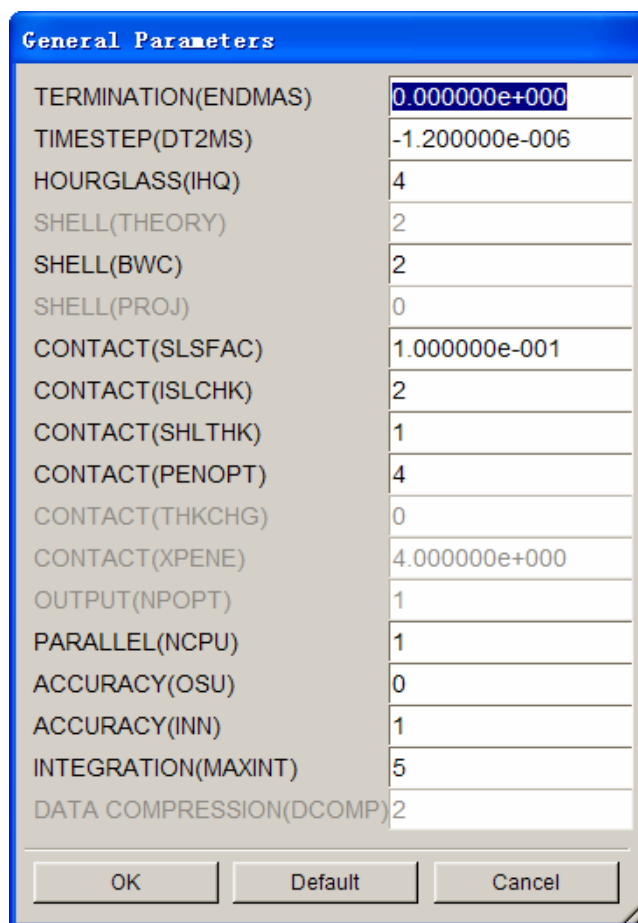 General Parameters
TERMINATION(ENDMAS) 0.000000e+000
TIMESTEP(DT2MS) -1.200000e-006
HOURGLASS(IHQ) 4
SHELL(THEORY) 2
SHELL(BWC) 2
SHELL(PROJ) 0
CONTACT(SLSFAC) 1.000000e-001
CONTACT(ISLCHK) 2
CONTACT(SHLTHK) 1
CONTACT(PENOPT) 4
CONTACT(THKCHG) 0
CONTACT(XPENE) 4.000000e+000
OUTPUT(NPOPT) 1
PARALLEL(NCPU) 1
ACCURACY(OSU) 0
ACCURACY(INN) 1
INTEGRATION(MAXINT) 5
DATA COMPRESSION(DCOMP) 2
OK Default Cancel